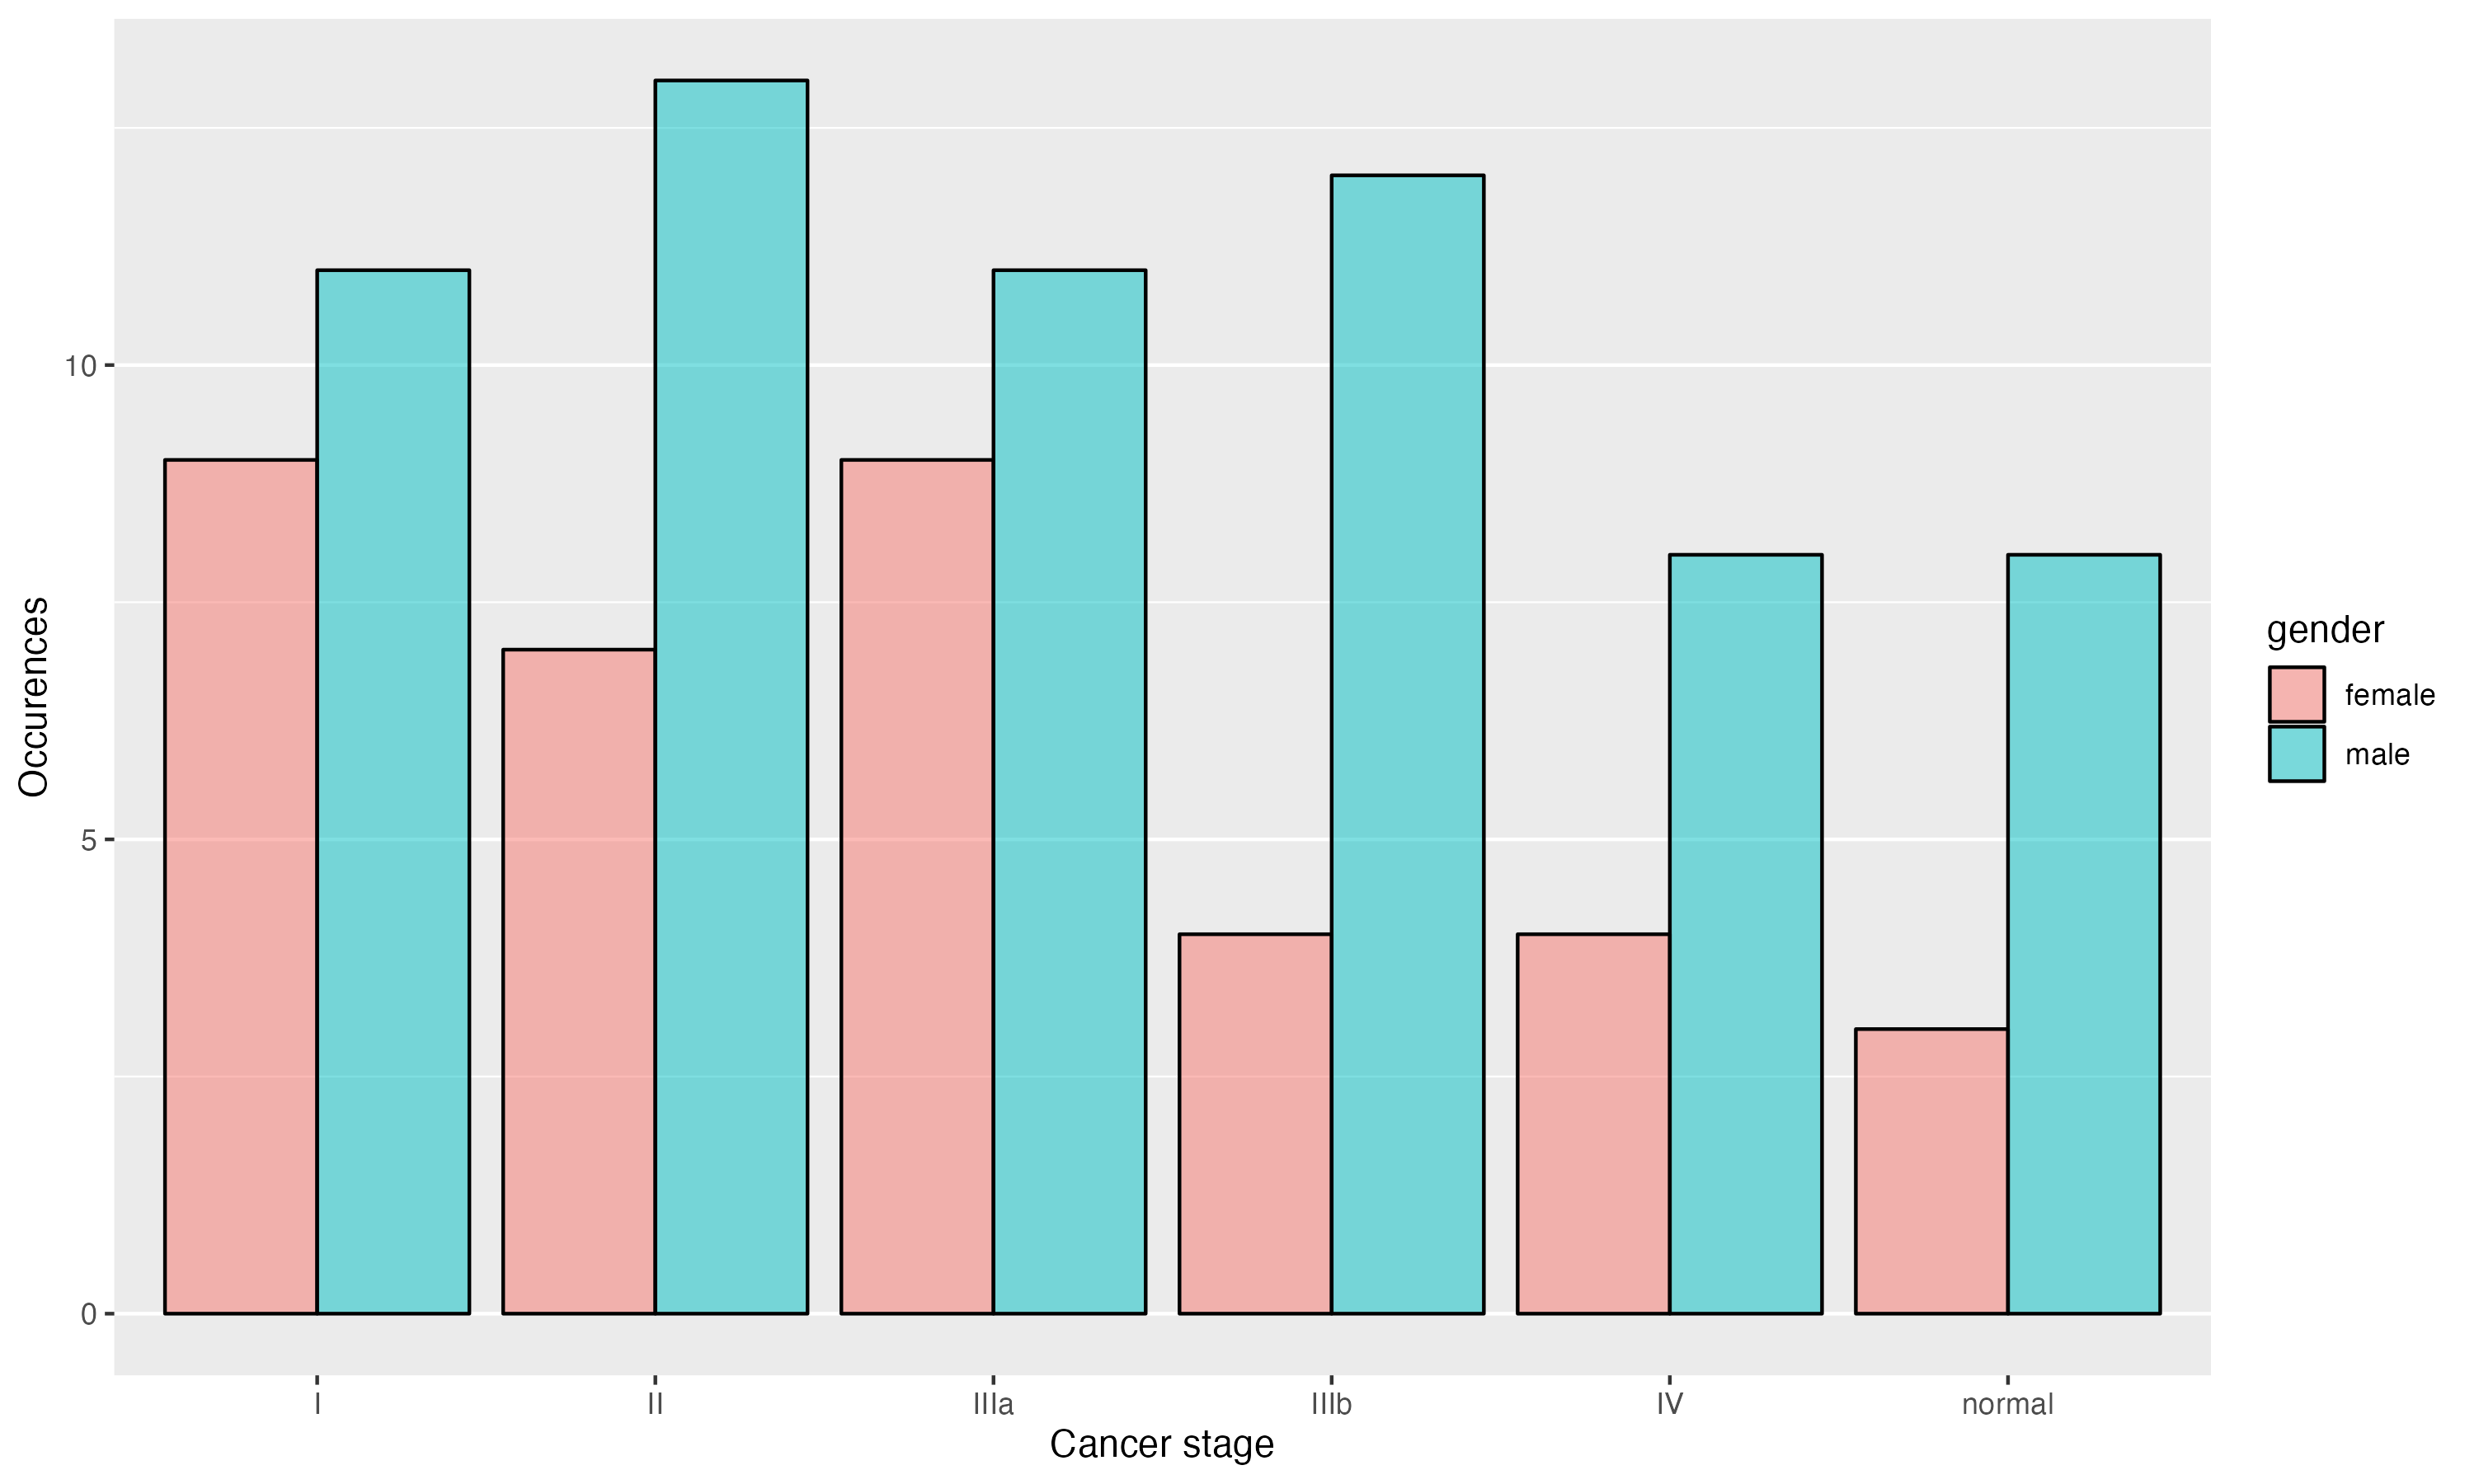 Occurences
10
5
0
I
II
IIIa
IIIb
IV
normal
Cancer stage
gender
female
male